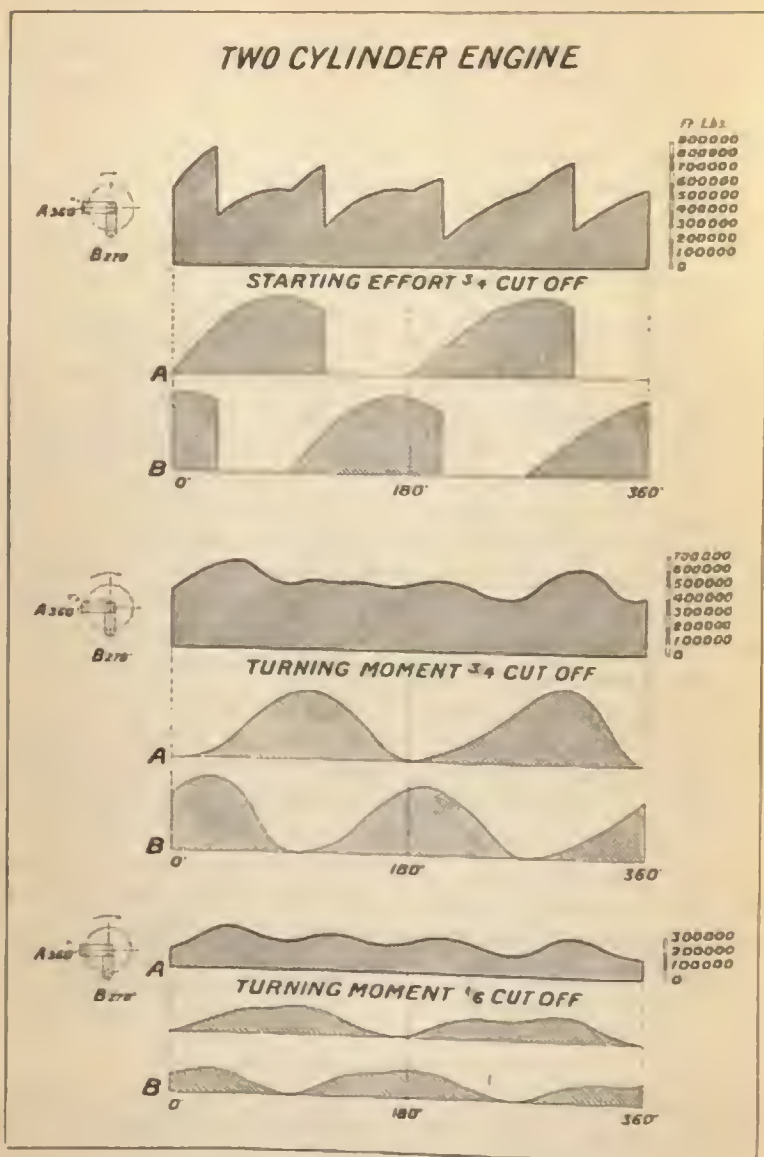 TWO CYLINDER ENGINE
Ft Lbs.
900000
800000
700000
600000
500000
400000
300000
200000
100000
0
A 360°
B 270
STARTING EFFORT 3/4 CUT OFF
A
B
0° 180° 360°
700000
600000
500000
400000
300000
200000
100000
0
A 360
B 270°
TURNING MOMENT 3/4 CUT OFF
A
B
0° 180° 360°
300000
200000
100000
0
A 360°
B 270°
A
TURNING MOMENT 1/6 CUT OFF
B
0° 180° 360°